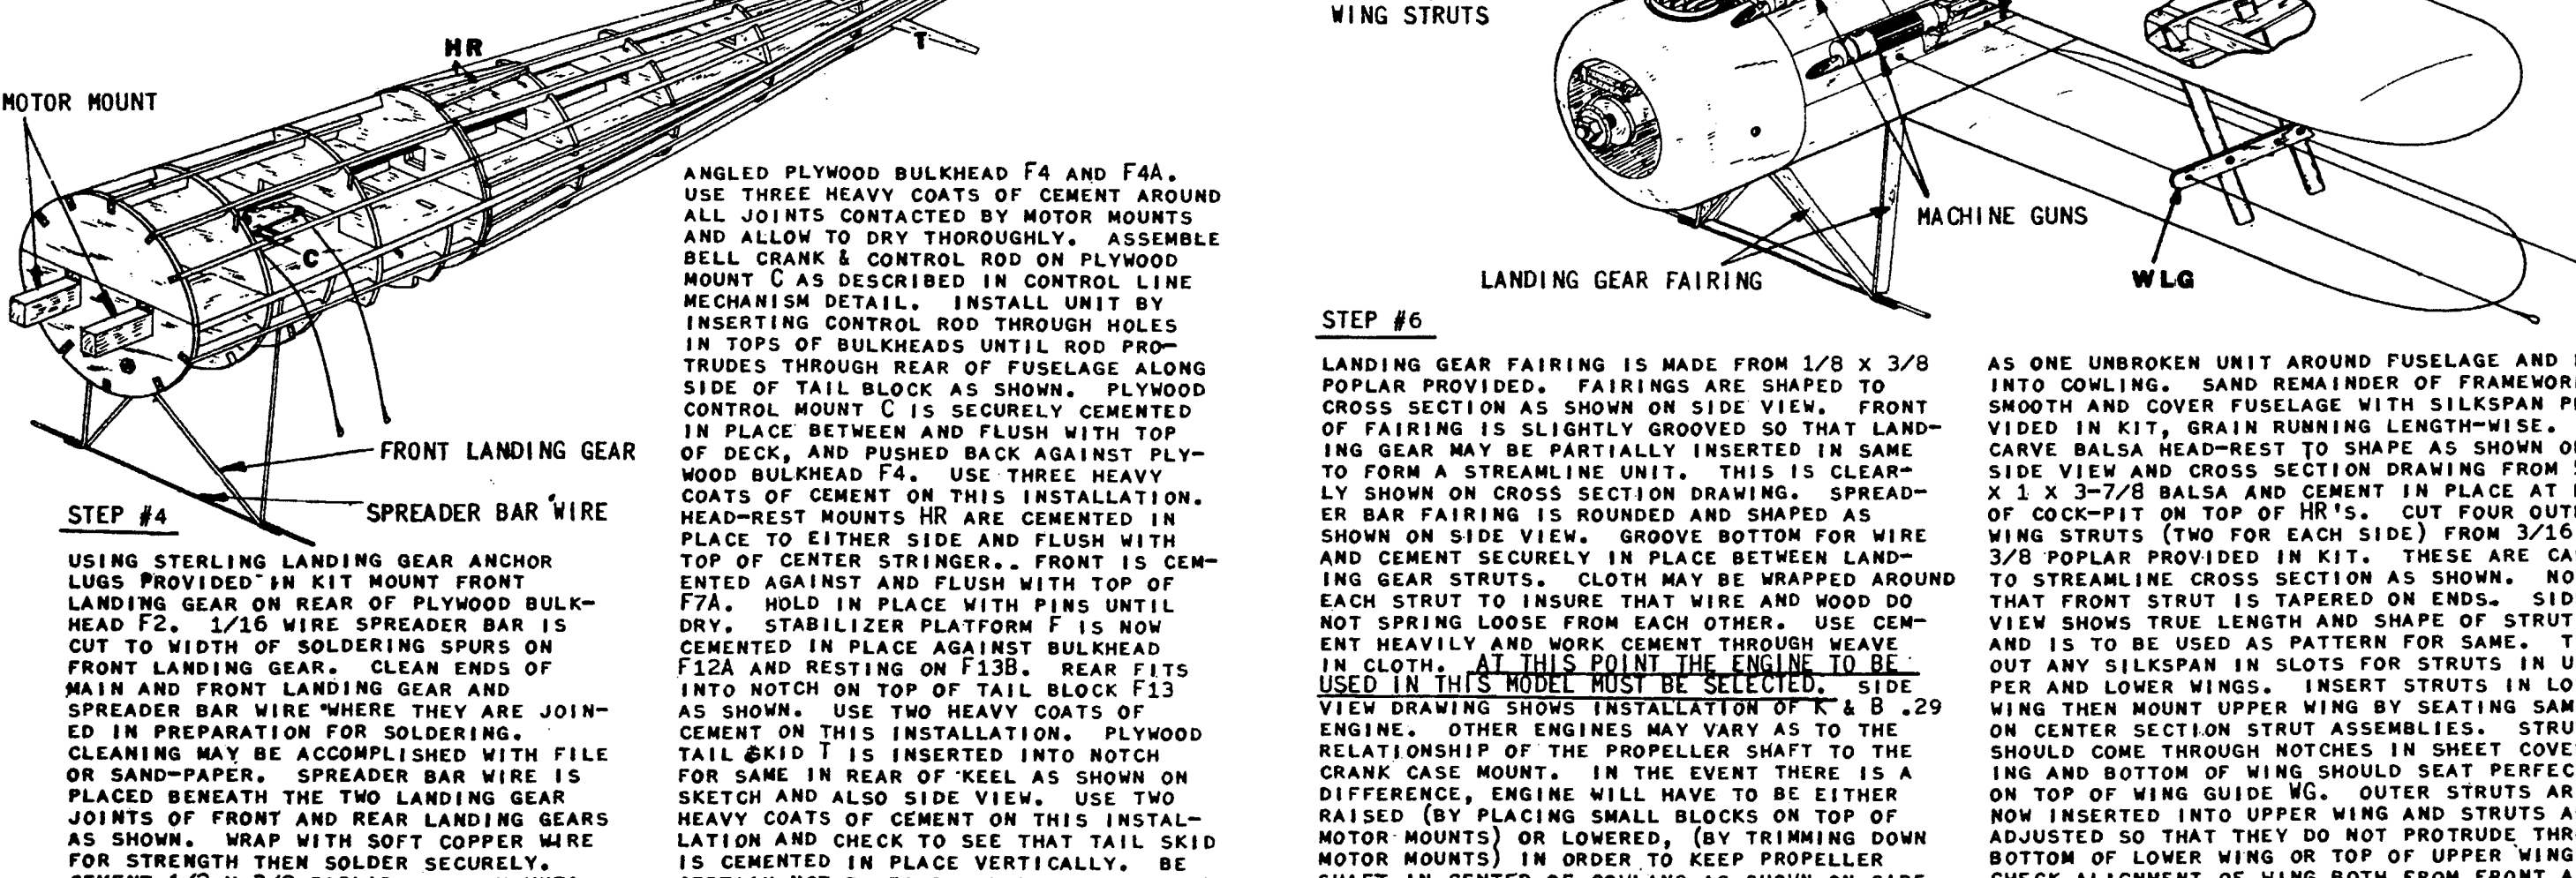 HR
T
MOTOR MOUNT
C
FRONT LANDING GEAR
SPREADER BAR WIRE
STEP #4
USING STERLING LANDING GEAR ANCHOR
LUGS PROVIDED IN KIT MOUNT FRONT
LANDING GEAR ON REAR OF PLYWOOD BULK-
HEAD F2. 1/16 WIRE SPREADER BAR IS
CUT TO WIDTH OF SOLDERING SPURS ON
FRONT LANDING GEAR. CLEAN ENDS OF
MAIN AND FRONT LANDING GEAR AND
SPREADER BAR WIRE WHERE THEY ARE JOIN-
ED IN PREPARATION FOR SOLDERING.
CLEANING MAY BE ACCOMPLISHED WITH FILE
OR SAND-PAPER. SPREADER BAR WIRE IS
PLACED BENEATH THE TWO LANDING GEAR
JOINTS OF FRONT AND REAR LANDING GEARS
AS SHOWN. WRAP WITH SOFT COPPER WIRE
FOR STRENGTH THEN SOLDER SECURELY.
ANGLED PLYWOOD BULKHEAD F4 AND F4A.
USE THREE HEAVY COATS OF CEMENT AROUND
ALL JOINTS CONTACTED BY MOTOR MOUNTS
AND ALLOW TO DRY THOROUGHLY. ASSEMBLE
BELL CRANK & CONTROL ROD ON PLYWOOD
MOUNT C AS DESCRIBED IN CONTROL LINE
MECHANISM DETAIL. INSTALL UNIT BY
INSERTING CONTROL ROD THROUGH HOLES
IN TOPS OF BULKHEADS UNTIL ROD PRO-
TRUDES THROUGH REAR OF FUSELAGE ALONG
SIDE OF TAIL BLOCK AS SHOWN. PLYWOOD
CONTROL MOUNT C IS SECURELY CEMENTED
IN PLACE BETWEEN AND FLUSH WITH TOP
OF DECK, AND PUSHED BACK AGAINST PLY-
WOOD BULKHEAD F4. USE THREE HEAVY
COATS OF CEMENT ON THIS INSTALLATION.
HEAD-REST MOUNTS HR ARE CEMENTED IN
PLACE TO EITHER SIDE AND FLUSH WITH
TOP OF CENTER STRINGER.. FRONT IS CEM-
ENTED AGAINST AND FLUSH WITH TOP OF
F7A. HOLD IN PLACE WITH PINS UNTIL
DRY. STABILIZER PLATFORM F IS NOW
CEMENTED IN PLACE AGAINST BULKHEAD
F12A AND RESTING ON F13B. REAR FITS
INTO NOTCH ON TOP OF TAIL BLOCK F13
AS SHOWN. USE TWO HEAVY COATS OF
CEMENT ON THIS INSTALLATION. PLYWOOD
TAIL SKID T IS INSERTED INTO NOTCH
FOR SAME IN REAR OF KEEL AS SHOWN ON
SKETCH AND ALSO SIDE VIEW. USE TWO
HEAVY COATS OF CEMENT ON THIS INSTAL-
LATION AND CHECK TO SEE THAT TAIL SKID
IS CEMENTED IN PLACE VERTICALLY. BE
WING STRUTS
MACHINE GUNS
LANDING GEAR FAIRING
WLG
STEP #6
LANDING GEAR FAIRING IS MADE FROM 1/8 X 3/8
POPLAR PROVIDED. FAIRINGS ARE SHAPED TO
CROSS SECTION AS SHOWN ON SIDE VIEW. FRONT
OF FAIRING IS SLIGHTLY GROOVED SO THAT LAND-
ING GEAR MAY BE PARTIALLY INSERTED IN SAME
TO FORM A STREAMLINE UNIT. THIS IS CLEAR-
LY SHOWN ON CROSS SECTION DRAWING. SPREAD-
ER BAR FAIRING IS ROUNDED AND SHAPED AS
SHOWN ON SIDE VIEW. GROOVE BOTTOM FOR WIRE
AND CEMENT SECURELY IN PLACE BETWEEN LAND-
ING GEAR STRUTS. CLOTH MAY BE WRAPPED AROUND
EACH STRUT TO INSURE THAT WIRE AND WOOD DO
NOT SPRING LOOSE FROM EACH OTHER. USE CEM-
ENT HEAVILY AND WORK CEMENT THROUGH WEAVE
IN CLOTH. AT THIS POINT THE ENGINE TO BE
USED IN THIS MODEL MUST BE SELECTED. SIDE
VIEW DRAWING SHOWS INSTALLATION OF K & B .29
ENGINE. OTHER ENGINES MAY VARY AS TO THE
RELATIONSHIP OF THE PROPELLER SHAFT TO THE
CRANK CASE MOUNT. IN THE EVENT THERE IS A
DIFFERENCE, ENGINE WILL HAVE TO BE EITHER
RAISED (BY PLACING SMALL BLOCKS ON TOP OF
MOTOR MOUNTS) OR LOWERED, (BY TRIMMING DOWN
MOTOR MOUNTS) IN ORDER TO KEEP PROPELLER
SHAFT IN CENTER OF COWLING AS SHOWN ON SIDE
AS ONE UNBROKEN UNIT AROUND FUSELAGE AND
INTO COWLING. SAND REMAINDER OF FRAMEWOR
SMOOTH AND COVER FUSELAGE WITH SILKSPAN P
VIDED IN KIT, GRAIN RUNNING LENGTH-WISE.
CARVE BALSA HEAD-REST TO SHAPE AS SHOWN O
SIDE VIEW AND CROSS SECTION DRAWING FROM
X 1 X 3-7/8 BALSA AND CEMENT IN PLACE AT
OF COCK-PIT ON TOP OF HR'S. CUT FOUR OUT
WING STRUTS (TWO FOR EACH SIDE) FROM 3/16
3/8 POPLAR PROVIDED IN KIT. THESE ARE CA
TO STREAMLINE CROSS SECTION AS SHOWN. NO
THAT FRONT STRUT IS TAPERED ON ENDS. SID
VIEW SHOWS TRUE LENGTH AND SHAPE OF STRUT
AND IS TO BE USED AS PATTERN FOR SAME. T
OUT ANY SILKSPAN IN SLOTS FOR STRUTS IN U
PER AND LOWER WINGS. INSERT STRUTS IN LO
WING THEN MOUNT UPPER WING BY SEATING SAM
ON CENTER SECTION STRUT ASSEMBLIES. STRU
SHOULD COME THROUGH NOTCHES IN SHEET COVE
ING AND BOTTOM OF WING SHOULD SEAT PERFEC
ON TOP OF WING GUIDE WG. OUTER STRUTS AR
NOW INSERTED INTO UPPER WING AND STRUTS A
ADJUSTED SO THAT THEY DO NOT PROTRUDE THR
BOTTOM OF LOWER WING OR TOP OF UPPER WING
CHECK ALIGNMENT OF WING BOTH FROM FRONT A